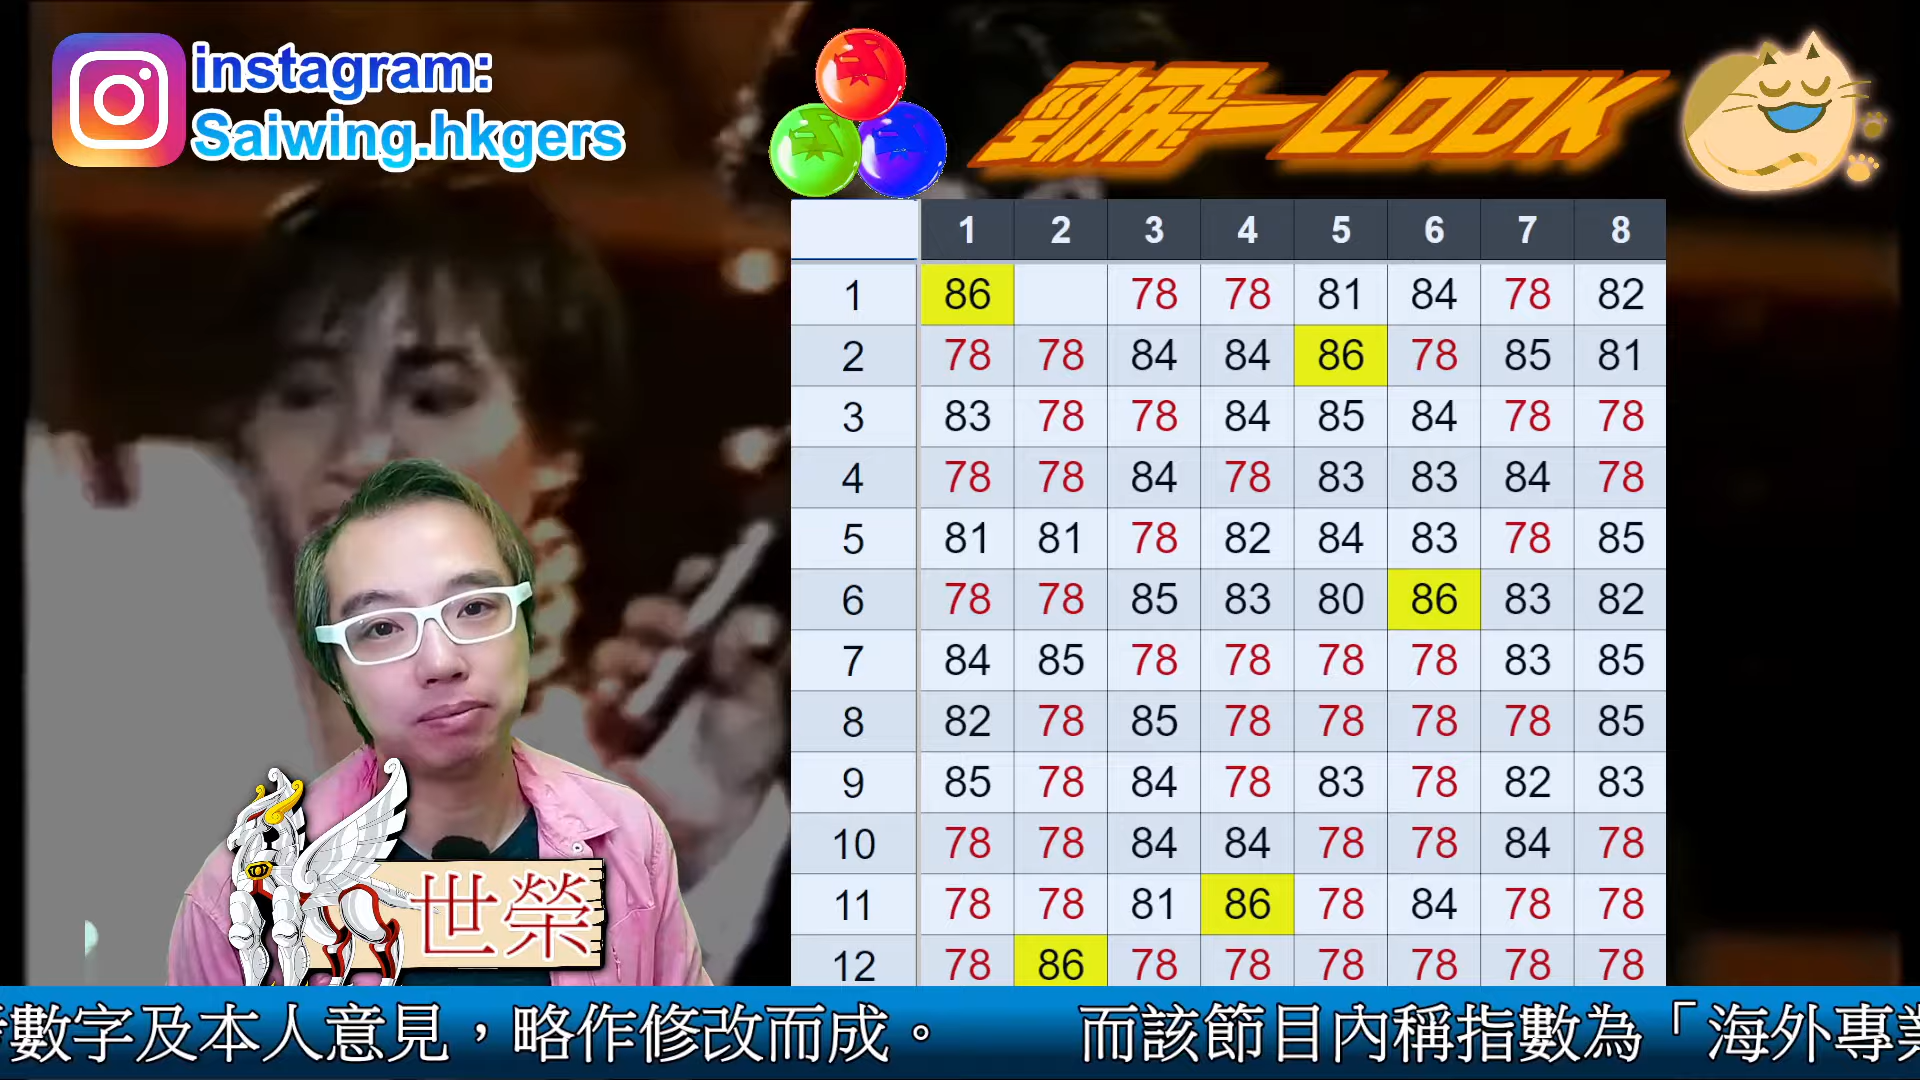 instagram:
Saiwing.hkgers
勁飛一LOOK
1 2 3 4 5 6 7 8
1 86 78 78 81 84 78 82
2 78 78 84 84 86 78 85 81
3 83 78 78 84 85 84 78 78
4 78 78 84 78 83 83 84 78
5 81 81 78 82 84 83 78 85
6 78 78 85 83 80 86 83 82
7 84 85 78 78 78 78 83 85
8 82 78 85 78 78 78 78 85
9 85 78 84 78 83 78 82 83
10 78 78 84 84 78 78 84 78
11 78 78 81 86 78 84 78 78
12 78 86 78 78 78 78 78 78
世榮
數字及本人意見，略作修改而成。 而該節目內稱指數為「海外專業